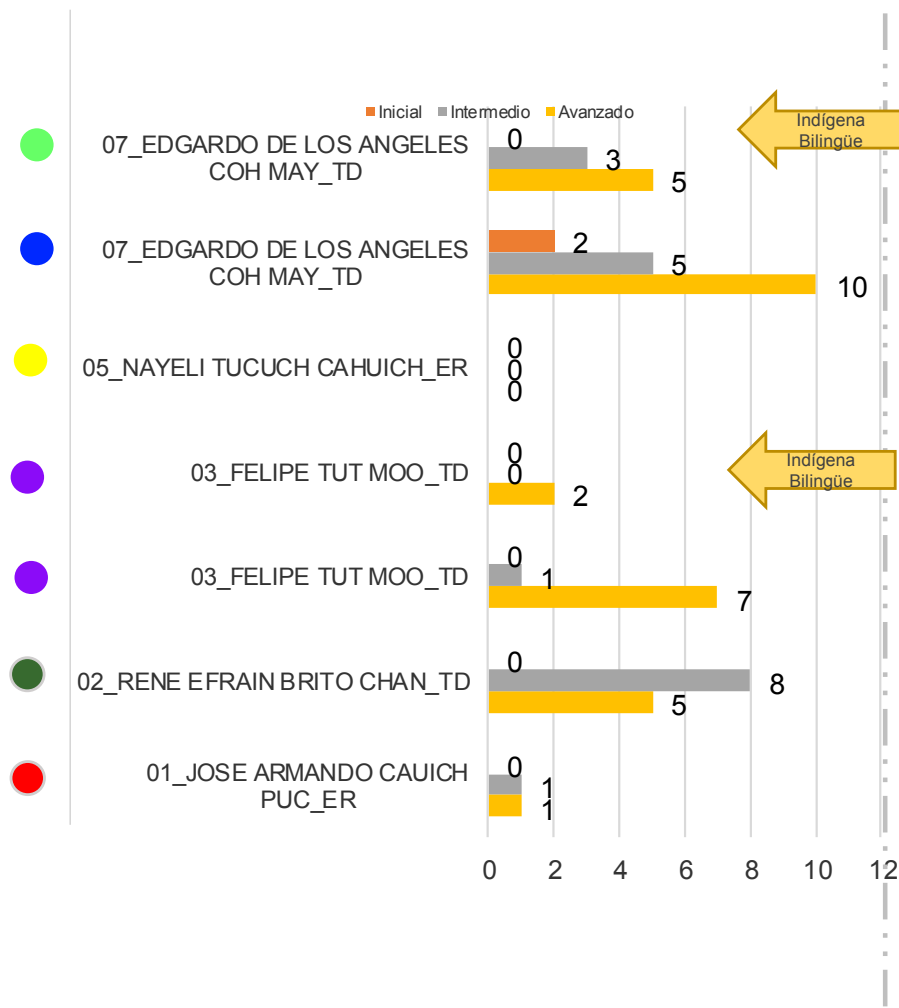 Inicial Intermedio Avanzado
Indígena
Bilingüe
07_EDGARDO DE LOS ANGELES
COH MAY_TD
0
3
5
07_EDGARDO DE LOS ANGELES
COH MAY_TD
2
5
10
05_NAYELI TUCUCH CAHUICH_ER
0
0
0
03_FELIPE TUT MOO_TD
0
0
2
Indígena
Bilingüe
03_FELIPE TUT MOO_TD
0
1
7
02_RENE EFRAIN BRITO CHAN_TD
0
8
5
01_JOSE ARMANDO CAUICH
PUC_ER
0
1
1
0 2 4 6 8 10 12